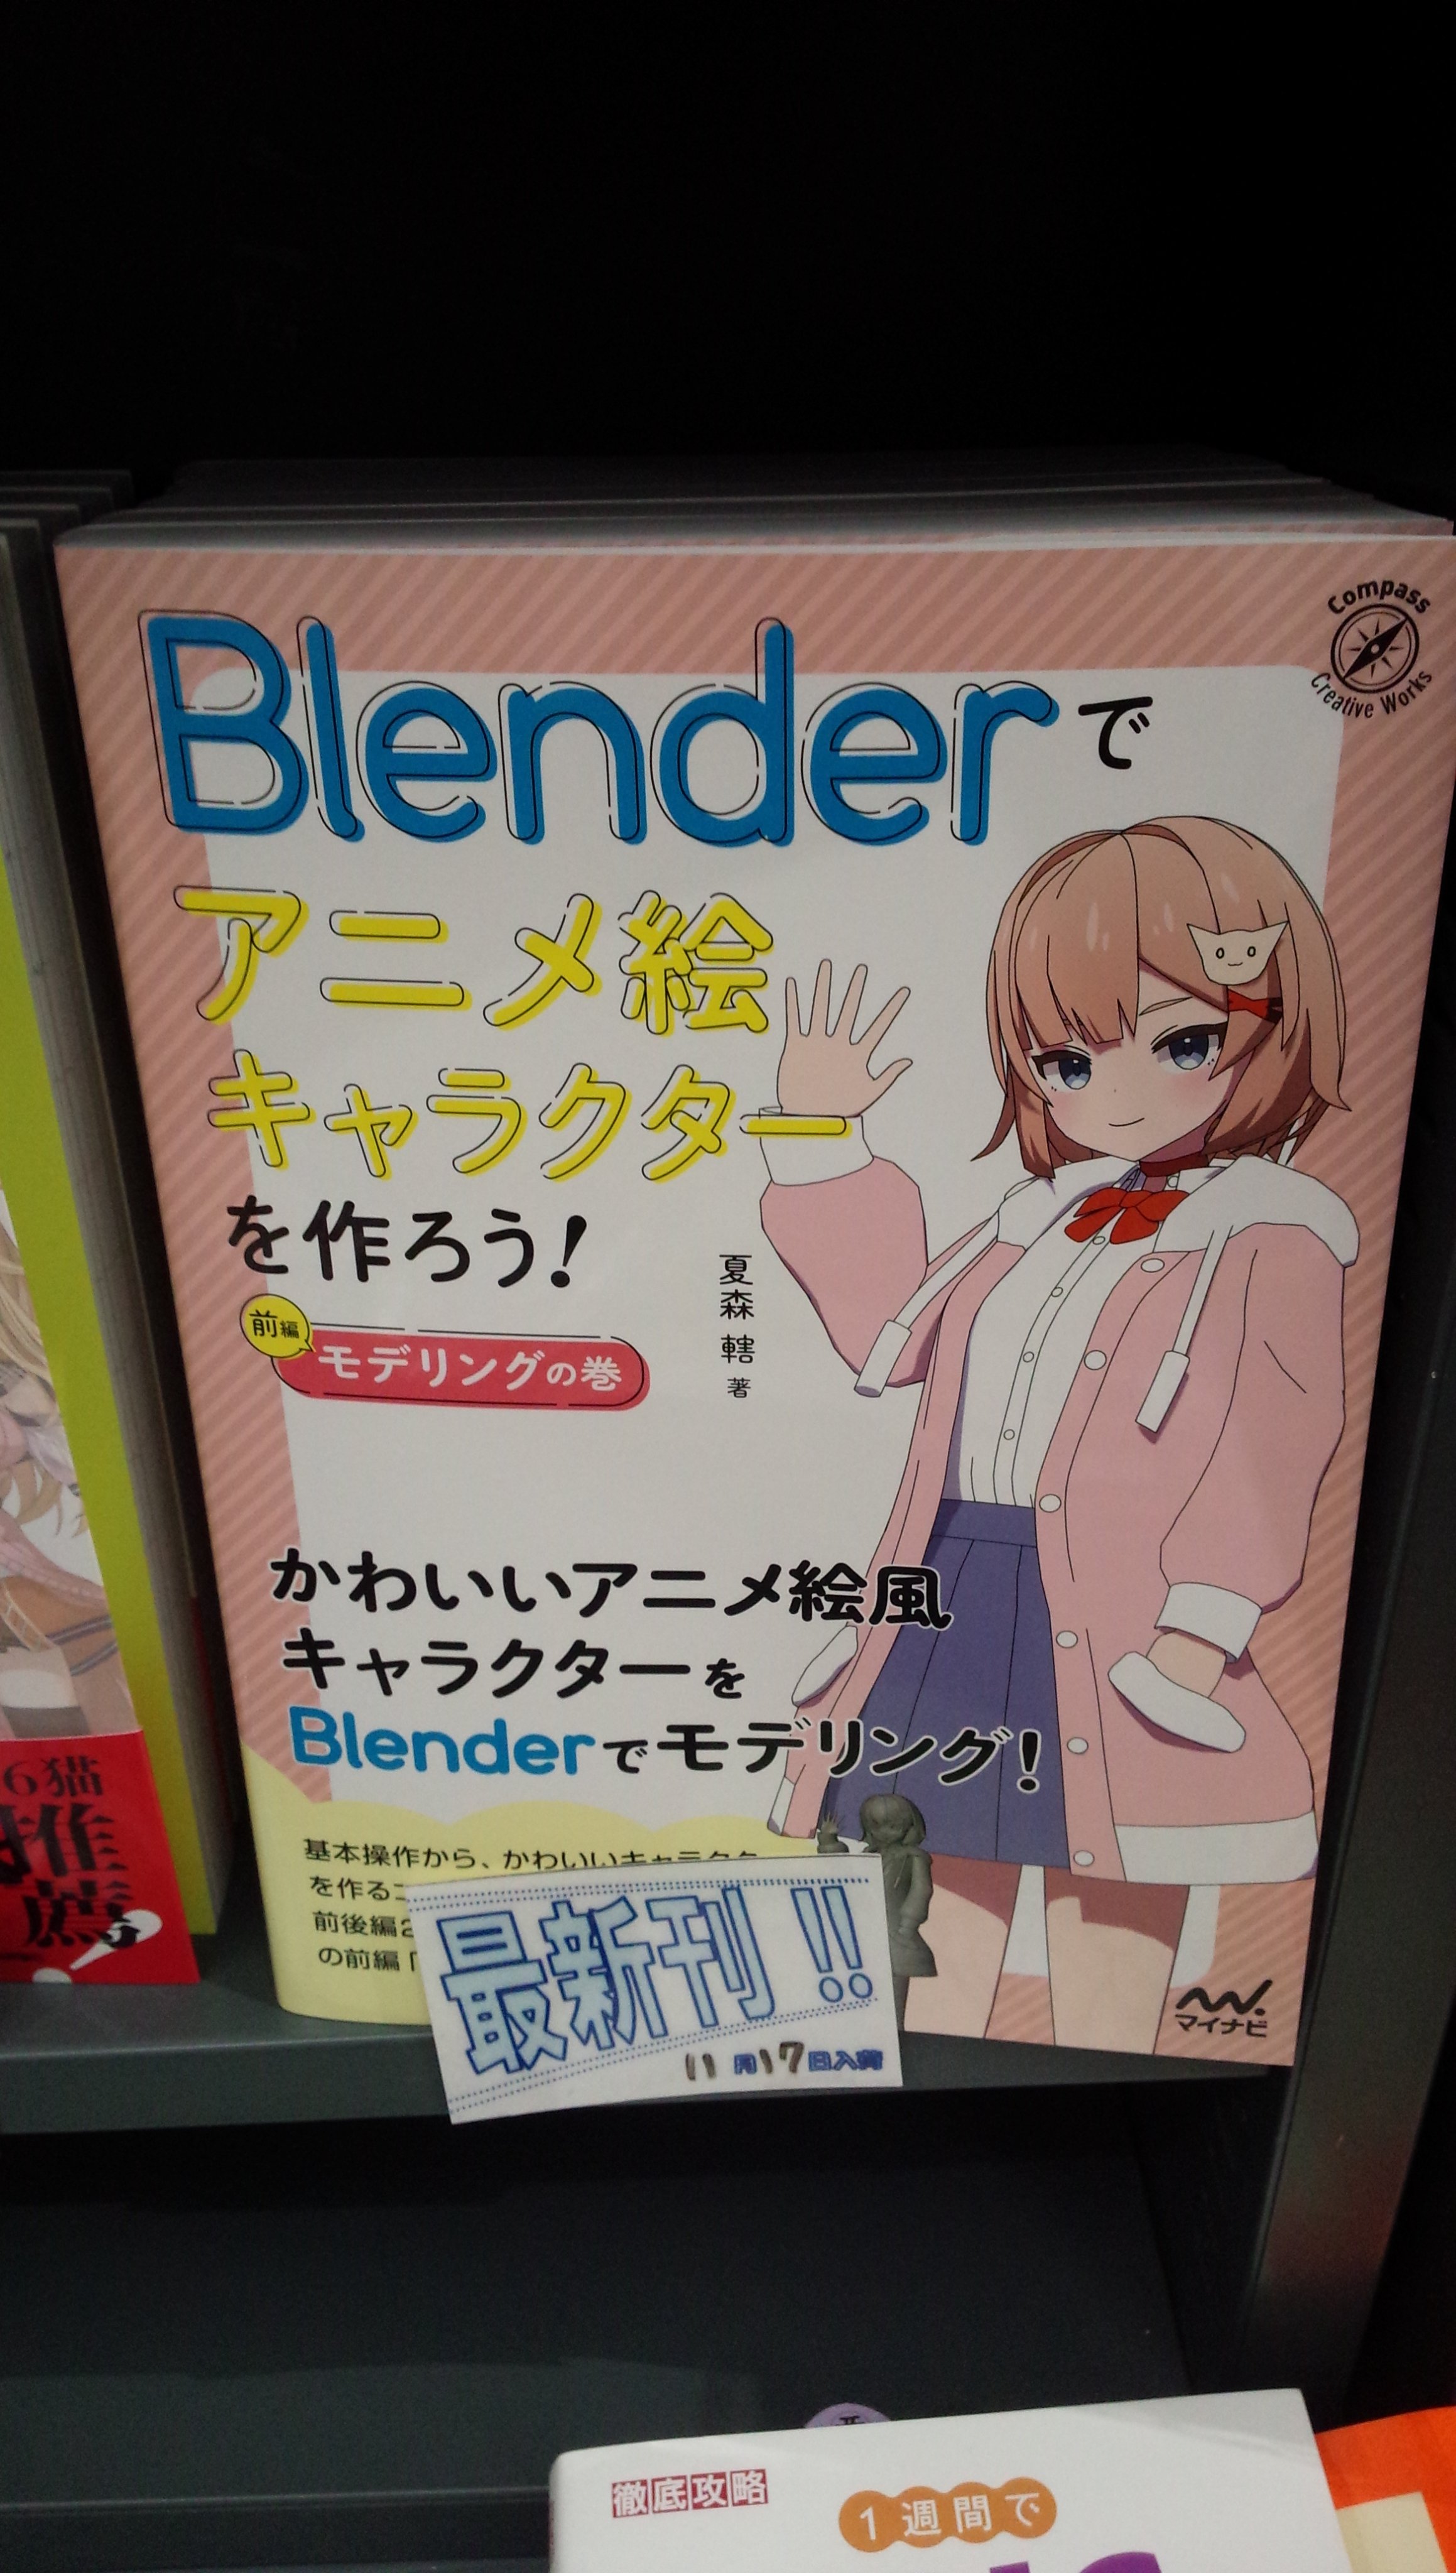 Compass
Creative Works
Blenderで
アニメ絵
キャラクター
を作ろう!
前編
モデリングの巻
夏森 轄 著
かわいいアニメ絵風
キャラクターを
Blenderでモデリング!
基本操作から、かわいいキャラクタ
を作る
前後編2
の前編「
最新刊!!
11月17日入荷
マイナビ
6猫
推
薦
徹底攻略
1週間で